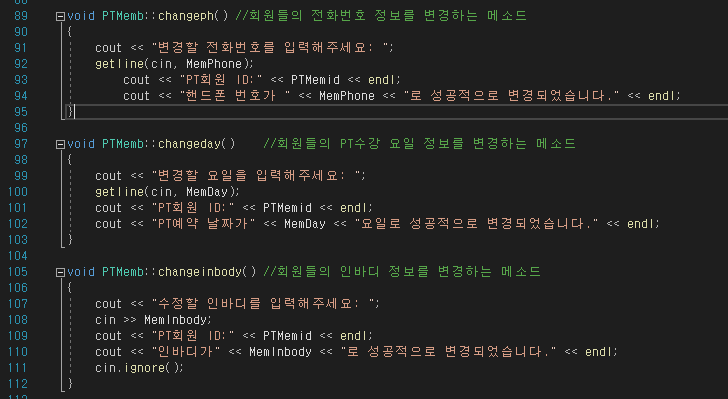 89 void PTMemb::changeph() //회원들의 전화번호 정보를 변경하는 메소드
90 {
91 cout << "변경할 전화번호를 입력해주세요: ";
92 getline(cin, MemPhone);
93 cout << "PT회원 ID:" << PTMemid << endl;
94 cout << "핸드폰 번호가 " << MemPhone << "로 성공적으로 변경되었습니다." << endl;
95 }
96
97 void PTMemb::changeday() //회원들의 PT수강 요일 정보를 변경하는 메소드
98 {
99 cout << "변경할 요일을 입력해주세요: ";
100 getline(cin, MemDay);
101 cout << "PT회원 ID:" << PTMemid << endl;
102 cout << "PT예약 날짜가" << MemDay << "요일로 성공적으로 변경되었습니다." << endl;
103 }
104
105 void PTMemb::changeinbody() //회원들의 인바디 정보를 변경하는 메소드
106 {
107 cout << "수정할 인바디를 입력해주세요: ";
108 cin >> MemInbody;
109 cout << "PT회원 ID:" << PTMemid << endl;
110 cout << "인바디가" << MemInbody << "로 성공적으로 변경되었습니다." << endl;
111 cin.ignore();
112 }